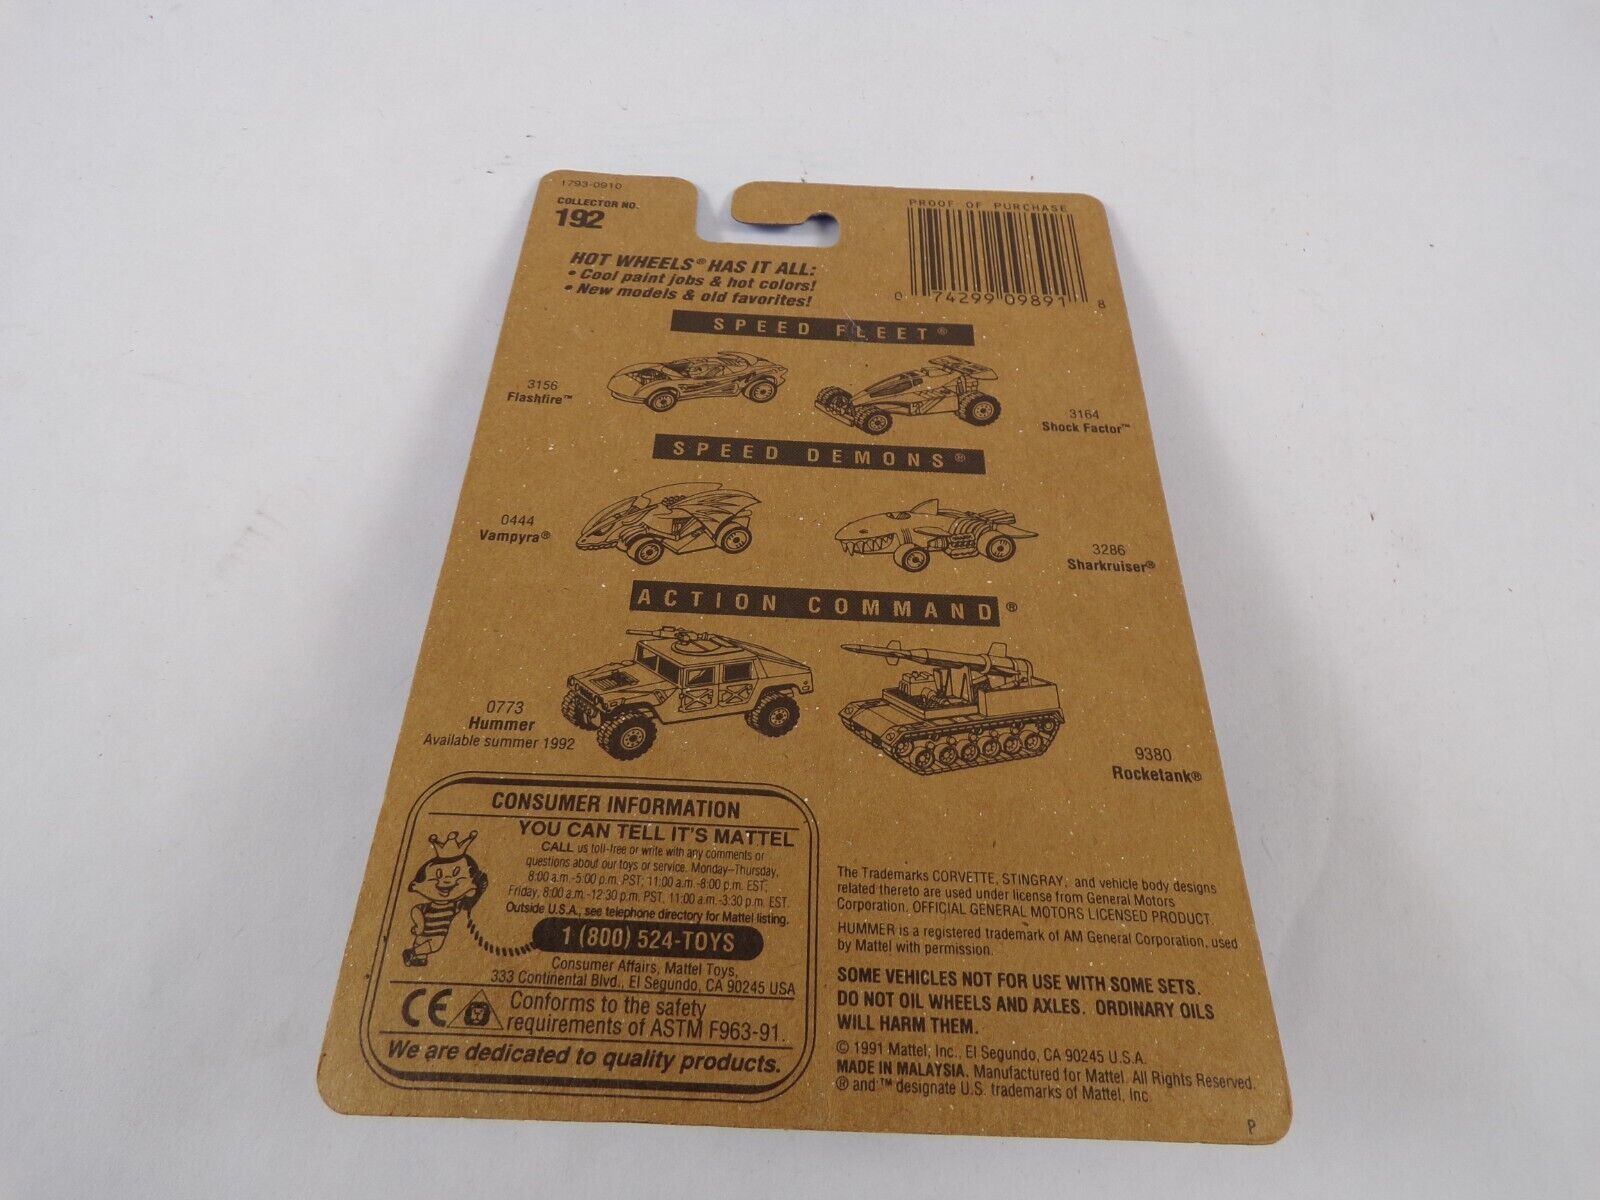 1793-0910
COLLECTOR NO.
192
PROOF OF PURCHASE
0 74299 09891 8
HOT WHEELS® HAS IT ALL:
• Cool paint jobs & hot colors!
• New models & old favorites!
SPEED FLEET®
3156
Flashfire™
3164
Shock Factor™
SPEED DEMONS®
0444
Vampyra®
3286
Sharkruiser®
ACTION COMMAND®
0773
Hummer
Available summer 1992
9380
Rocketank®
CONSUMER INFORMATION
YOU CAN TELL IT'S MATTEL
CALL us toll-free or write with any comments or
questions about our toys or service. Monday–Thursday,
8:00 a.m.-5:00 p.m. PST; 11:00 a.m.-8:00 p.m. EST;
Friday, 8:00 a.m.-12:30 p.m. PST. 11:00 a.m.-3:30 p.m. EST.
Outside U.S.A., see telephone directory for Mattel listing.
1 (800) 524-TOYS
Consumer Affairs, Mattel Toys,
333 Continental Blvd., El Segundo, CA 90245 USA
CE Conforms to the safety
requirements of ASTM F963-91.
We are dedicated to quality products.
The Trademarks CORVETTE, STINGRAY, and vehicle body designs
related thereto are used under license from General Motors
Corporation, OFFICIAL GENERAL MOTORS LICENSED PRODUCT.
HUMMER is a registered trademark of AM General Corporation, used
by Mattel with permission.
SOME VEHICLES NOT FOR USE WITH SOME SETS.
DO NOT OIL WHEELS AND AXLES. ORDINARY OILS
WILL HARM THEM.
© 1991 Mattel, Inc., El Segundo, CA 90245 U.S.A.
MADE IN MALAYSIA. Manufactured for Mattel. All Rights Reserved.
® and ™ designate U.S. trademarks of Mattel, Inc.
P